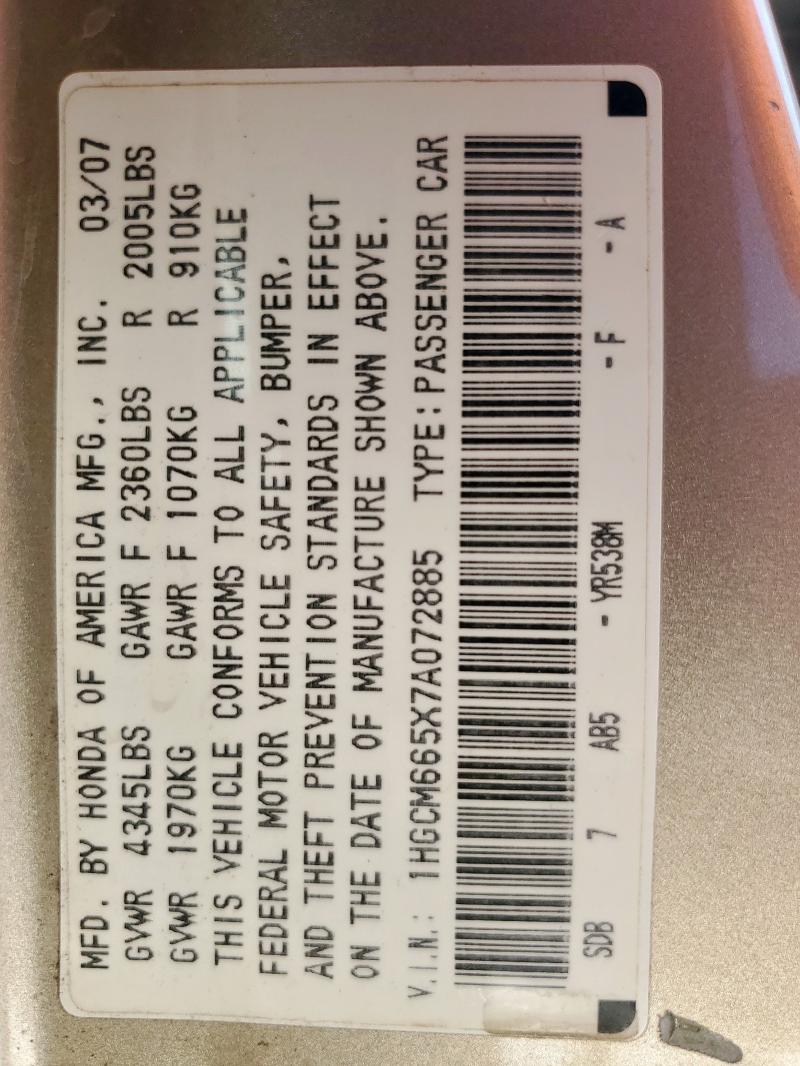 MFD. BY HONDA OF AMERICA MFG., INC. 03/07
GVWR 4345LBS GAWR F 2360LBS R 2005LBS
GVWR 1970KG GAWR F 1070KG R 910KG
THIS VEHICLE CONFORMS TO ALL APPLICABLE
FEDERAL MOTOR VEHICLE SAFETY, BUMPER,
AND THEFT PREVENTION STANDARDS IN EFFECT
ON THE DATE OF MANUFACTURE SHOWN ABOVE.
V.I.N.: 1HGCM665X7A072885 TYPE:PASSENGER CAR
SDB 7 AB5 - YR538M - F - A